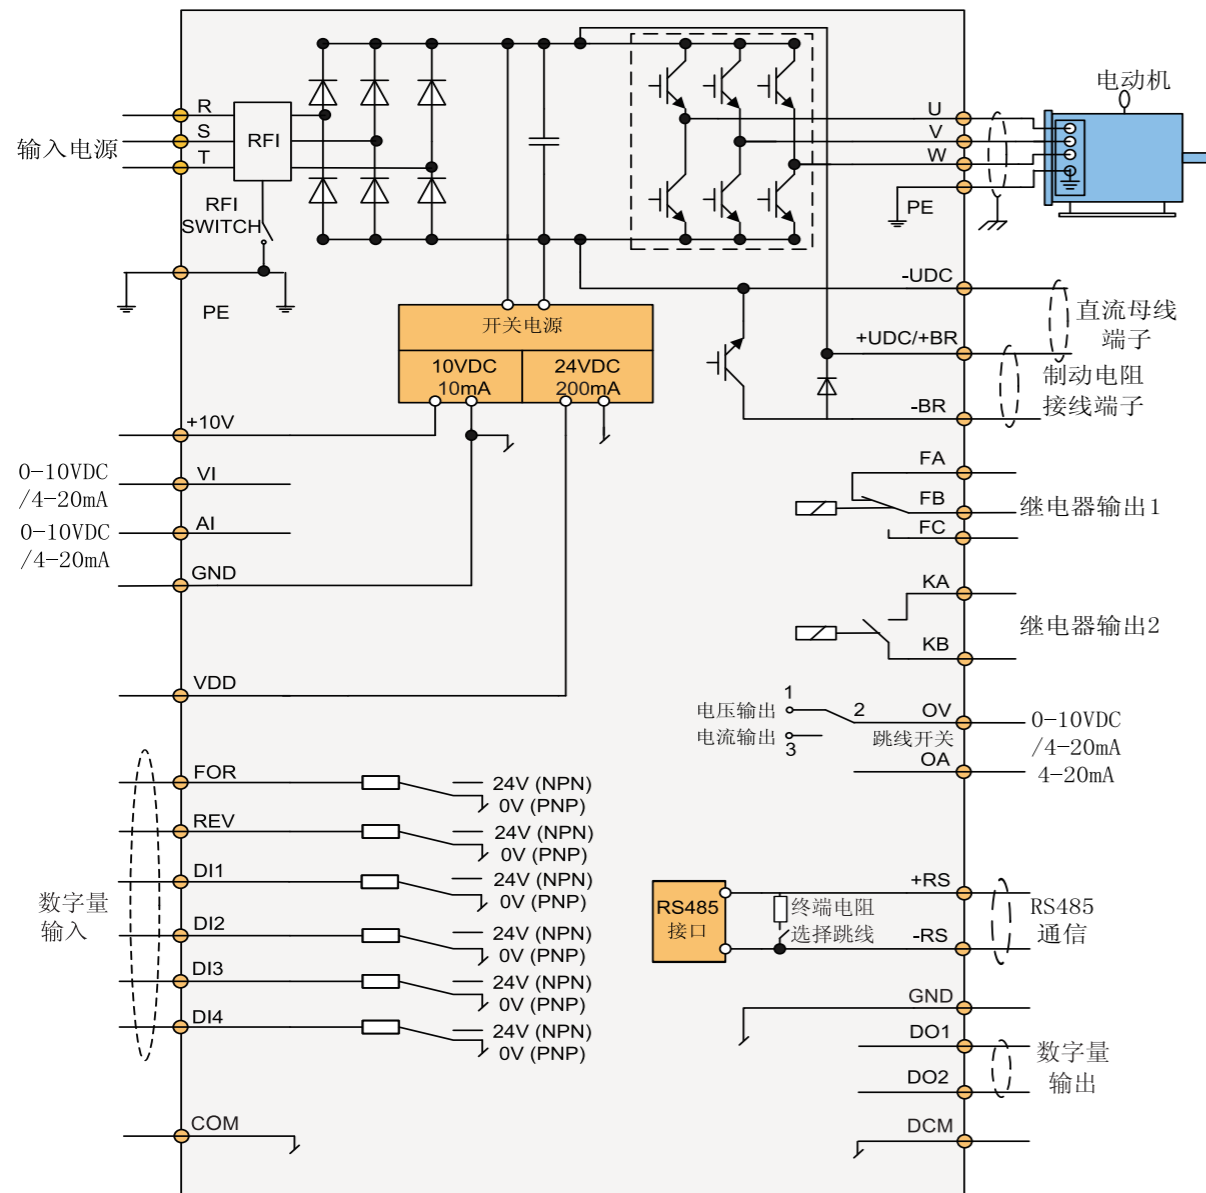 输入电源
R
S
T
RFI
RFI
SWITCH
PE
U
V
W
PE
电动机
-UDC
+UDC/+BR
-BR
直流母线
端子
制动电阻
接线端子
开关电源
10VDC
10mA
24VDC
200mA
+10V
VI
AI
GND
VDD
0-10VDC
/4-20mA
0-10VDC
/4-20mA
FA
FB
FC
继电器输出1
KA
KB
继电器输出2
1
电压输出
2
电流输出
3
跳线开关
OV
OA
0-10VDC
/4-20mA
4-20mA
数字量
输入
FOR
24V (NPN)
0V (PNP)
REV
24V (NPN)
0V (PNP)
DI1
24V (NPN)
0V (PNP)
DI2
24V (NPN)
0V (PNP)
DI3
24V (NPN)
0V (PNP)
DI4
24V (NPN)
0V (PNP)
COM
RS485
接口
终端电阻
选择跳线
+RS
-RS
RS485
通信
GND
DO1
DO2
数字量
输出
DCM